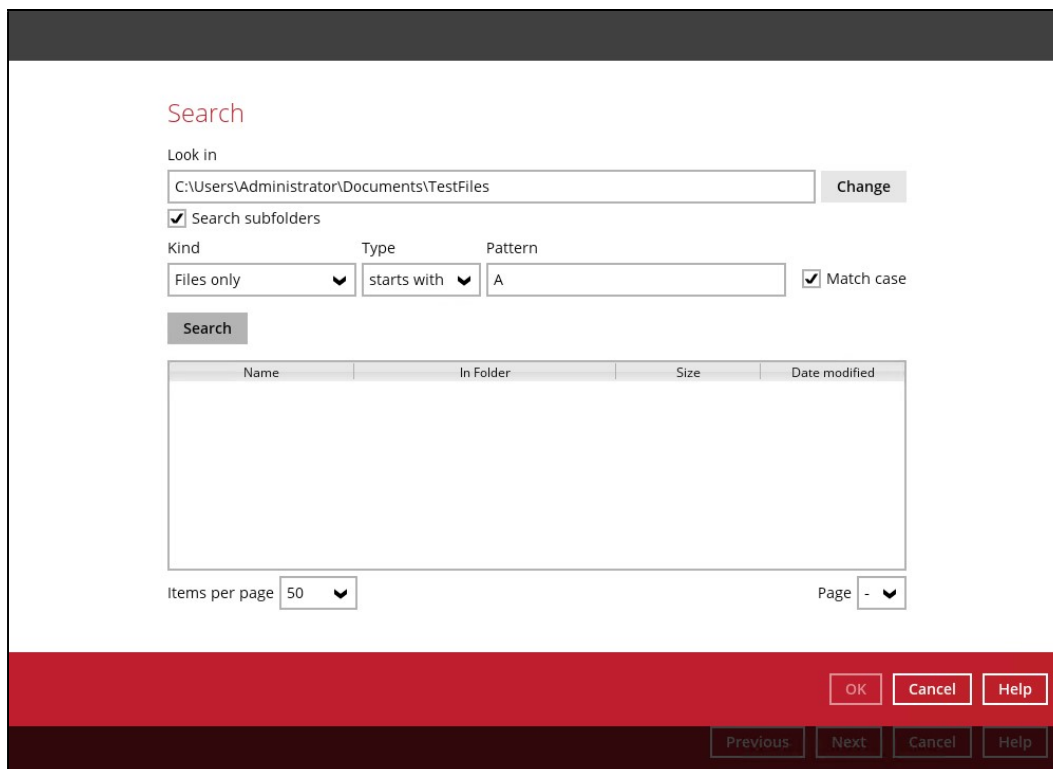 Search
Look in
C:\Users\Administrator\Documents\TestFiles Change
Search subfolders
Kind Type Pattern
Files only starts with A Match case
Search
Name In Folder Size Date modified
Items per page 50 Page -
OK Cancel Help
Previous Next Cancel Help